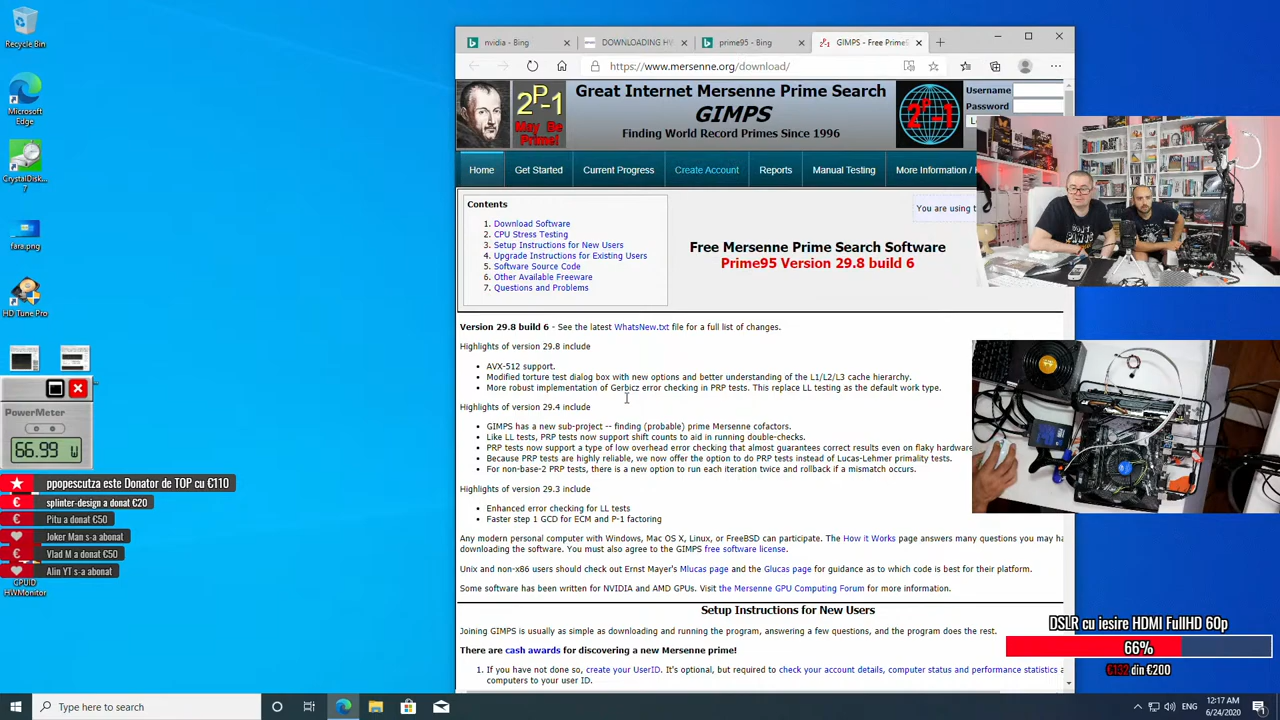 Recycle Bin
Microsoft
Edge
CrystalDisk...
7
fara.png
HD Tune Pro
PowerMeter
66.99 W
ppopescutza este Donator de TOP cu €110
splinter-design a donat €20
Pitu a donat €50
Joker Man s-a abonat
Vlad M a donat €50
Alin YT s-a abonat
CPUID
HWMonitor
nvidia - Bing
DOWNLOADING HW
prime95 - Bing
GIMPS - Free Prime9
https://www.mersenne.org/download/
2P-1
May Be
Prime!
Great Internet Mersenne Prime Search
GIMPS
Finding World Record Primes Since 1996
2P-1
Username
Password
Home
Get Started
Current Progress
Create Account
Reports
Manual Testing
More Information /
Contents
1. Download Software
2. CPU Stress Testing
3. Setup Instructions for New Users
4. Upgrade Instructions for Existing Users
5. Software Source Code
6. Other Available Freeware
7. Questions and Problems
You are using t
Free Mersenne Prime Search Software
Prime95 Version 29.8 build 6
Version 29.8 build 6 - See the latest WhatsNew.txt file for a full list of changes.
Highlights of version 29.8 include
• AVX-512 support.
• Modified torture test dialog box with new options and better understanding of the L1/L2/L3 cache hierarchy.
• More robust implementation of Gerbicz error checking in PRP tests. This replace LL testing as the default work type.
Highlights of version 29.4 include
• GIMPS has a new sub-project -- finding (probable) prime Mersenne cofactors.
• Like LL tests, PRP tests now support shift counts to aid in running double-checks.
• PRP tests now support a type of low overhead error checking that almost guarantees correct results even on flaky hardware
• Because PRP tests are highly reliable, we now offer the option to do PRP tests instead of Lucas-Lehmer primality tests.
• For non-base-2 PRP tests, there is a new option to run each iteration twice and rollback if a mismatch occurs.
Highlights of version 29.3 include
• Enhanced error checking for LL tests
• Faster step 1 GCD for ECM and P-1 factoring
Any modern personal computer with Windows, Mac OS X, Linux, or FreeBSD can participate. The How it Works page answers many questions you may ha
downloading the software. You must also agree to the GIMPS free software license.
Unix and non-x86 users should check out Ernst Mayer's Mlucas page and the Glucas page for guidance as to which code is best for their platform.
Some software has been written for NVIDIA and AMD GPUs. Visit the Mersenne GPU Computing Forum for more information.
Setup Instructions for New Users
Joining GIMPS is usually as simple as downloading and running the program, answering a few questions, and the program does the rest.
There are cash awards for discovering a new Mersenne prime!
1. If you have not done so, create your UserID. It's optional, but required to check your account details, computer status and performance statistics a
computers to your user ID.
DSLR cu iesire HDMI FullHD 60p
66%
€132 din €200
Type here to search
ENG
12:17 AM
6/24/2020
1